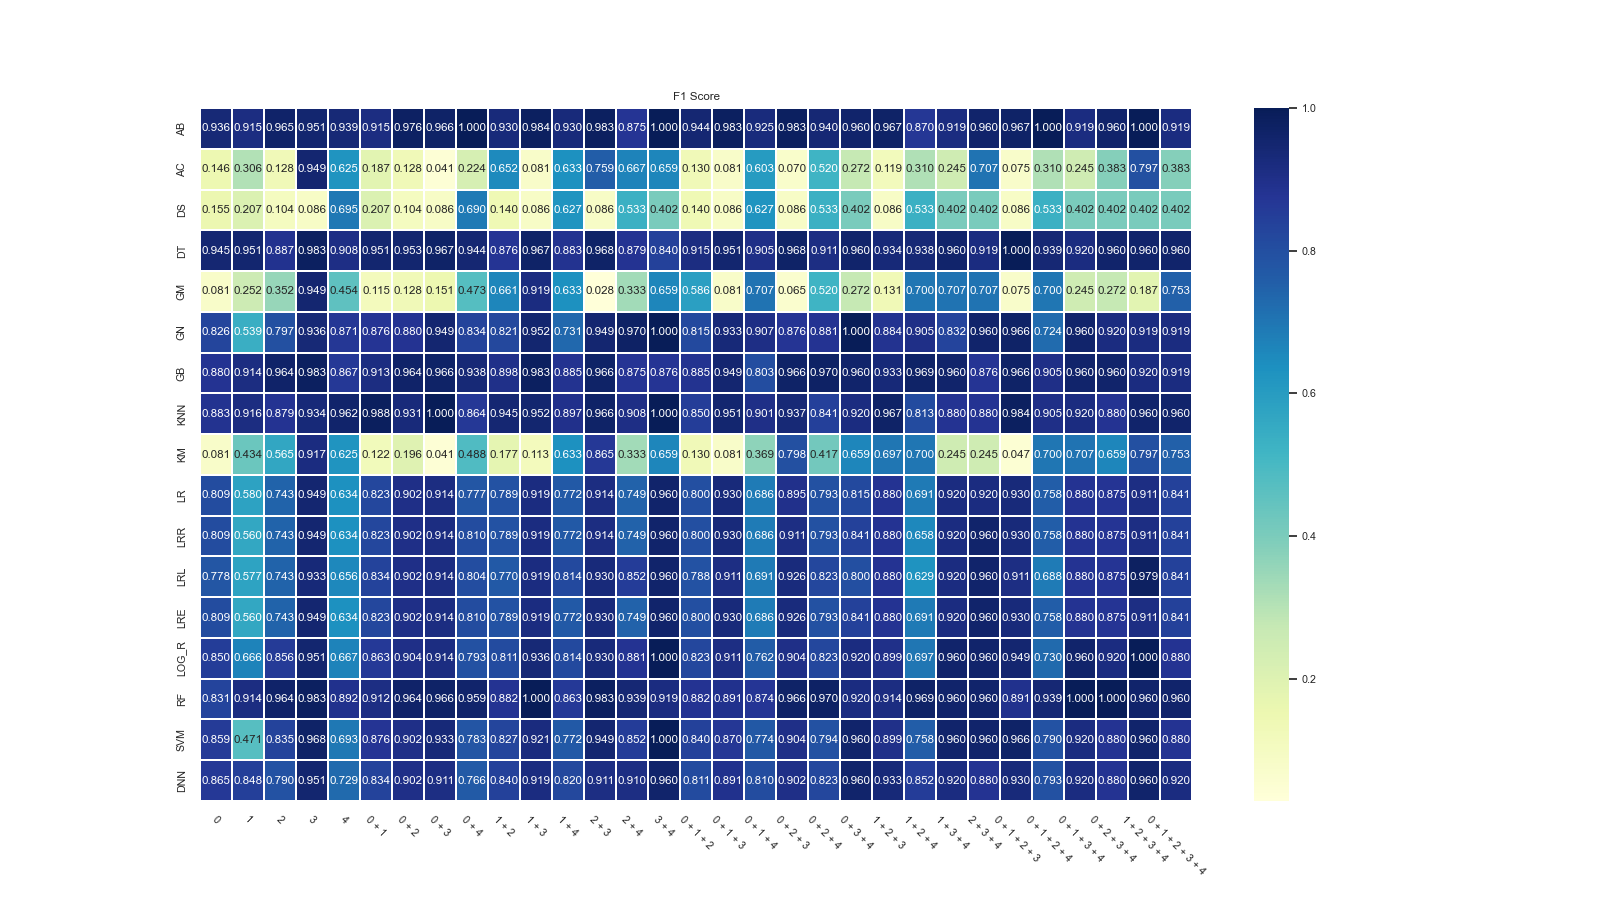 F1 Score
AB 0.936 0.915 0.965 0.951 0.939 0.915 0.976 0.966 1.000 0.930 0.984 0.930 0.983 0.875 1.000 0.944 0.983 0.925 0.983 0.940 0.960 0.967 0.870 0.919 0.960 0.967 1.000 0.919 0.960 1.000 0.919
AC 0.146 0.306 0.128 0.949 0.625 0.187 0.128 0.041 0.224 0.652 0.081 0.633 0.759 0.667 0.659 0.130 0.081 0.603 0.070 0.520 0.272 0.119 0.310 0.245 0.707 0.075 0.310 0.245 0.383 0.797 0.383
DS 0.155 0.207 0.104 0.086 0.695 0.207 0.104 0.086 0.690 0.140 0.086 0.627 0.086 0.533 0.402 0.140 0.086 0.627 0.086 0.533 0.402 0.086 0.533 0.402 0.402 0.086 0.533 0.402 0.402 0.402 0.402
DT 0.945 0.951 0.887 0.983 0.908 0.951 0.953 0.967 0.944 0.876 0.967 0.883 0.968 0.879 0.840 0.915 0.951 0.905 0.968 0.911 0.960 0.934 0.938 0.960 0.919 1.000 0.939 0.920 0.960 0.960 0.960
GM 0.081 0.252 0.352 0.949 0.454 0.115 0.128 0.151 0.473 0.661 0.919 0.633 0.028 0.333 0.659 0.586 0.081 0.707 0.065 0.520 0.272 0.131 0.700 0.707 0.707 0.075 0.700 0.245 0.272 0.187 0.753
GN 0.826 0.539 0.797 0.936 0.871 0.876 0.880 0.949 0.834 0.821 0.952 0.731 0.949 0.970 1.000 0.815 0.933 0.907 0.876 0.881 1.000 0.884 0.905 0.832 0.960 0.966 0.724 0.960 0.920 0.919 0.919
GB 0.880 0.914 0.964 0.983 0.867 0.913 0.964 0.966 0.938 0.898 0.983 0.885 0.966 0.875 0.876 0.885 0.949 0.803 0.966 0.970 0.960 0.933 0.969 0.960 0.876 0.966 0.905 0.960 0.960 0.920 0.919
KNN 0.883 0.916 0.879 0.934 0.962 0.988 0.931 1.000 0.864 0.945 0.952 0.897 0.966 0.908 1.000 0.850 0.951 0.901 0.937 0.841 0.920 0.967 0.813 0.880 0.880 0.984 0.905 0.920 0.880 0.960 0.960
KM 0.081 0.434 0.565 0.917 0.625 0.122 0.196 0.041 0.488 0.177 0.113 0.633 0.865 0.333 0.659 0.130 0.081 0.369 0.798 0.417 0.659 0.697 0.700 0.245 0.245 0.047 0.700 0.707 0.659 0.797 0.753
LR 0.809 0.580 0.743 0.949 0.634 0.823 0.902 0.914 0.777 0.789 0.919 0.772 0.914 0.749 0.960 0.800 0.930 0.686 0.895 0.793 0.815 0.880 0.691 0.920 0.920 0.930 0.758 0.880 0.875 0.911 0.841
LRR 0.809 0.560 0.743 0.949 0.634 0.823 0.902 0.914 0.810 0.789 0.919 0.772 0.914 0.749 0.960 0.800 0.930 0.686 0.911 0.793 0.841 0.880 0.658 0.920 0.960 0.930 0.758 0.880 0.875 0.911 0.841
LRL 0.778 0.577 0.743 0.933 0.656 0.834 0.902 0.914 0.804 0.770 0.919 0.814 0.930 0.852 0.960 0.788 0.911 0.691 0.926 0.823 0.800 0.880 0.629 0.920 0.960 0.911 0.688 0.880 0.875 0.979 0.841
LRE 0.809 0.560 0.743 0.949 0.634 0.823 0.902 0.914 0.810 0.789 0.919 0.772 0.930 0.749 0.960 0.800 0.930 0.686 0.926 0.793 0.841 0.880 0.691 0.920 0.960 0.930 0.758 0.880 0.875 0.911 0.841
LOG_R 0.850 0.666 0.856 0.951 0.667 0.863 0.904 0.914 0.793 0.811 0.936 0.814 0.930 0.881 1.000 0.823 0.911 0.762 0.904 0.823 0.920 0.899 0.697 0.960 0.960 0.949 0.730 0.960 0.920 1.000 0.880
RF 0.831 0.914 0.964 0.983 0.892 0.912 0.964 0.966 0.959 0.882 1.000 0.863 0.983 0.939 0.919 0.882 0.891 0.874 0.966 0.970 0.920 0.914 0.969 0.960 0.960 0.891 0.939 1.000 1.000 0.960 0.960
SVM 0.859 0.471 0.835 0.968 0.693 0.876 0.902 0.933 0.783 0.827 0.921 0.772 0.949 0.852 1.000 0.840 0.870 0.774 0.904 0.794 0.960 0.899 0.758 0.960 0.960 0.966 0.790 0.920 0.880 0.960 0.880
DNN 0.865 0.848 0.790 0.951 0.729 0.834 0.902 0.911 0.766 0.840 0.919 0.820 0.911 0.910 0.960 0.811 0.891 0.810 0.902 0.823 0.960 0.933 0.852 0.920 0.880 0.930 0.793 0.920 0.880 0.960 0.920
0
1
2
3
4
0 + 1
0 + 2
0 + 3
0 + 4
1 + 2
1 + 3
1 + 4
2 + 3
2 + 4
3 + 4
0 + 1 + 2
0 + 1 + 3
0 + 1 + 4
0 + 2 + 3
0 + 2 + 4
0 + 3 + 4
1 + 2 + 3
1 + 2 + 4
1 + 3 + 4
2 + 3 + 4
0 + 1 + 2 + 3
0 + 1 + 2 + 4
0 + 1 + 3 + 4
0 + 2 + 3 + 4
1 + 2 + 3 + 4
0 + 1 + 2 + 3 + 4
1.0
0.8
0.6
0.4
0.2